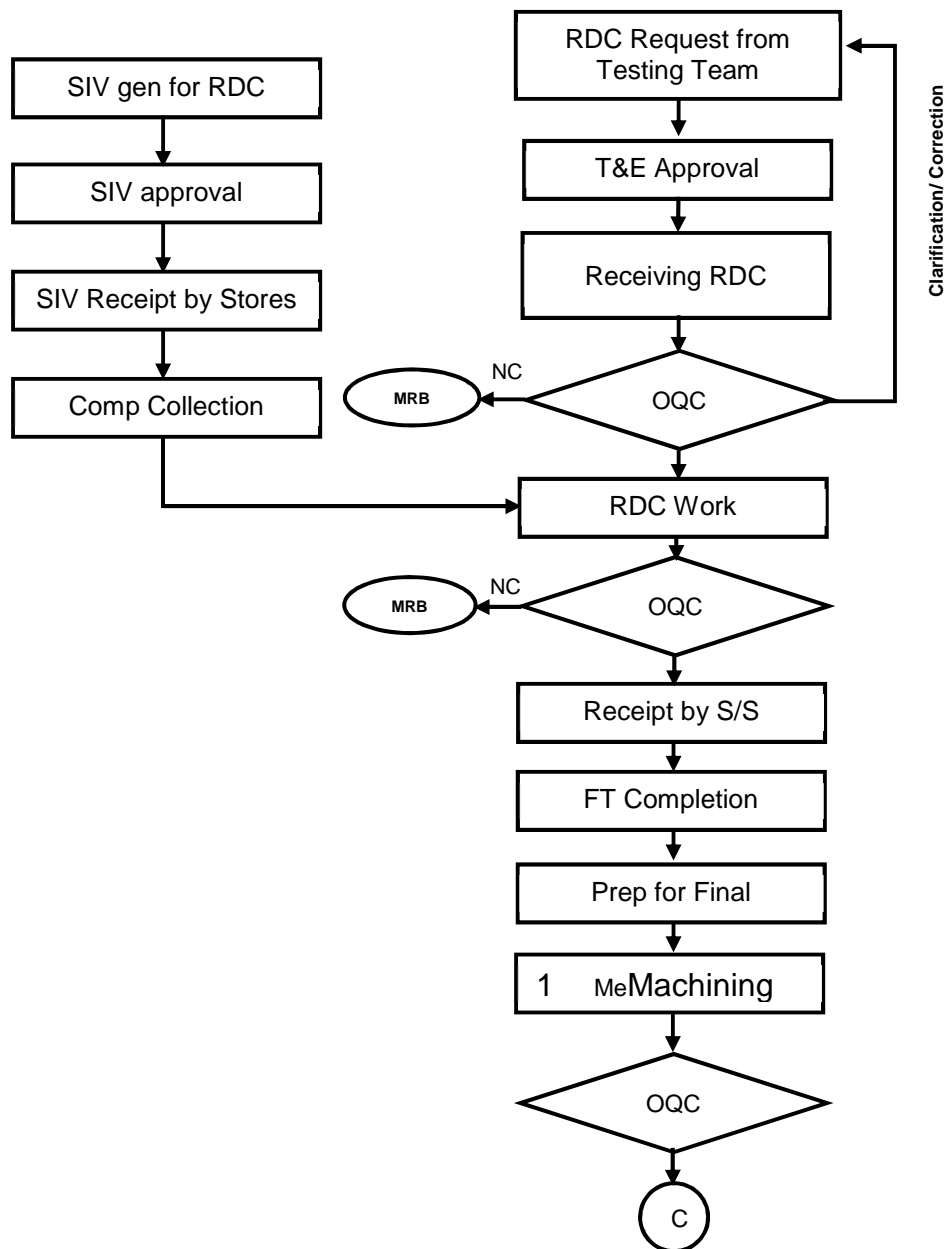 RDC Request from
Testing Team
SIV gen for RDC
T&E Approval
SIV approval
Clarification/ Correction
Receiving RDC
SIV Receipt by Stores
NC
MRB
OQC
Comp Collection
RDC Work
NC
MRB
OQC
Receipt by S/S
FT Completion
Prep for Final
1 MeMachining
OQC
C